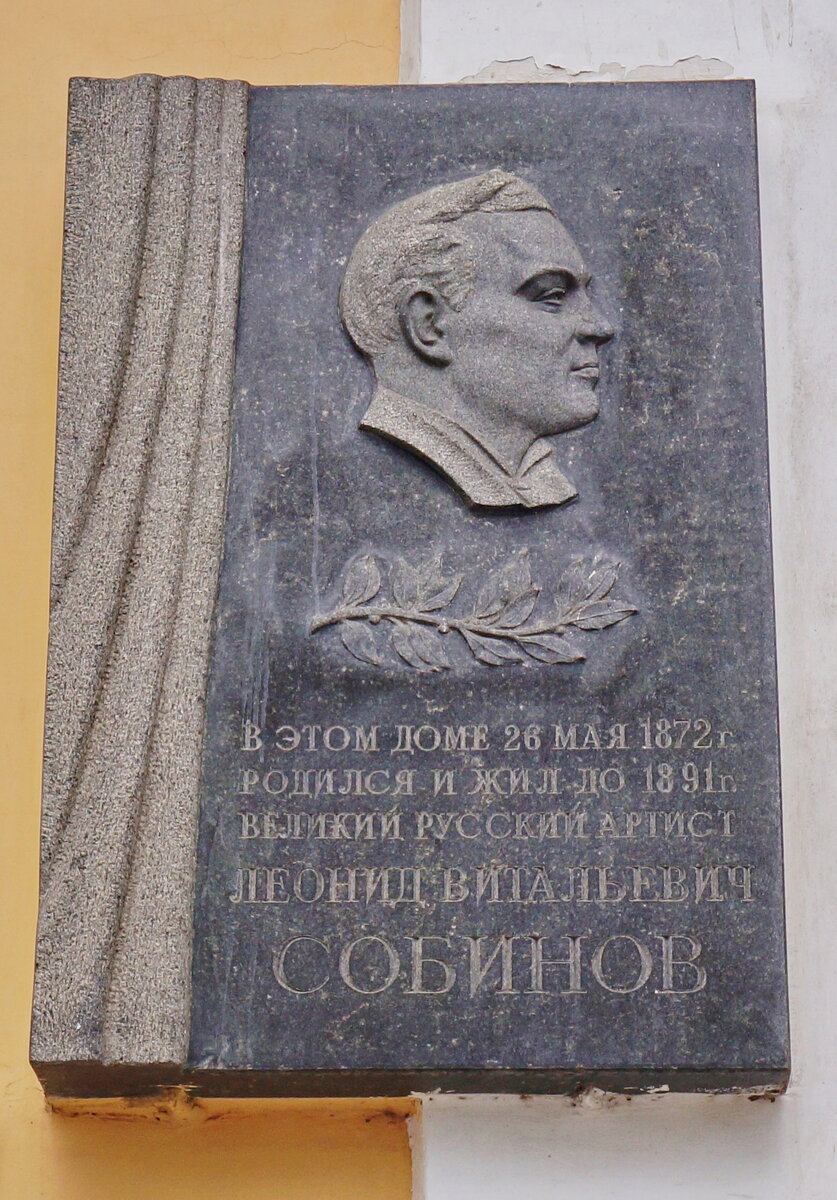 В ЭТОМ ДОМЕ 26 МАЯ 1872 г.
РОДИЛСЯ И ЖИЛ ДО 1891 г.
ВЕЛИКИЙ РУССКИЙ АРТИСТ
ЛЕОНИД ВИТАЛЬЕВИЧ
СОБИНОВ